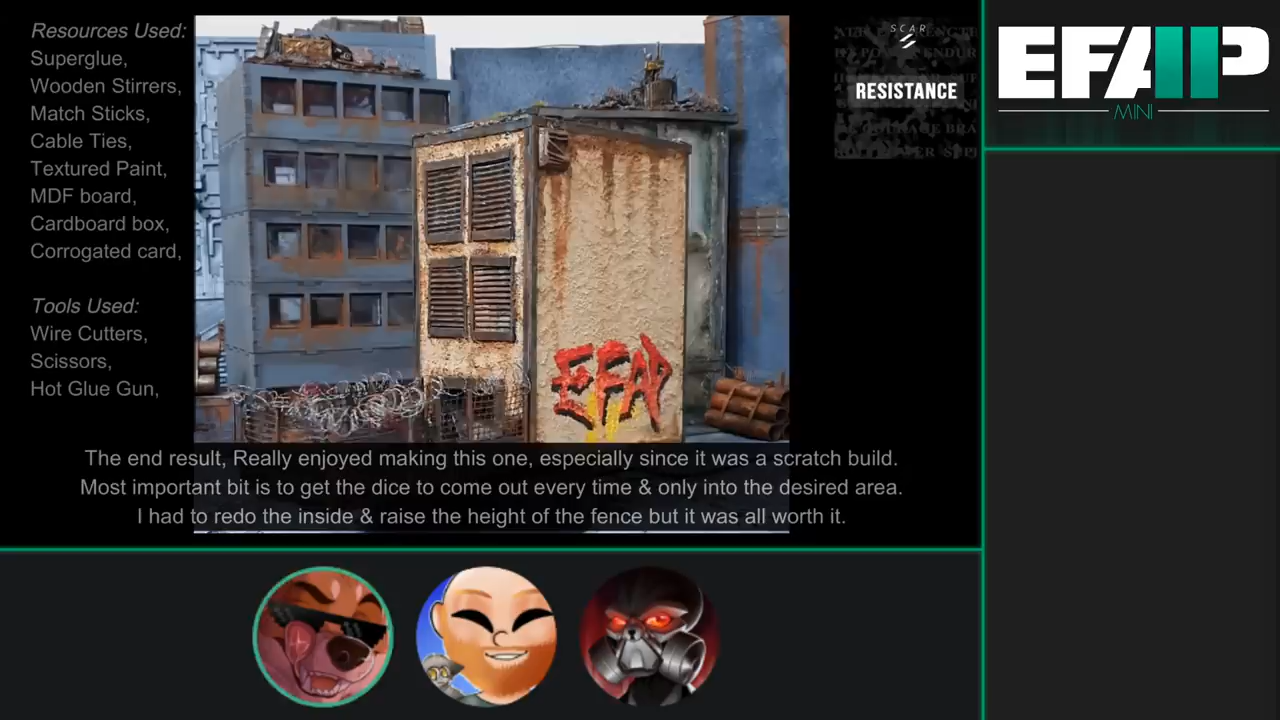 Resources Used:
Superglue,
Wooden Stirrers,
Match Sticks,
Cable Ties,
Textured Paint,
MDF board,
Cardboard box,
Corrogated card,
Tools Used:
Wire Cutters,
Scissors,
Hot Glue Gun,
EFAP
The end result, Really enjoyed making this one, especially since it was a scratch build.
Most important bit is to get the dice to come out every time & only into the desired area.
I had to redo the inside & raise the height of the fence but it was all worth it.
SCAR
RESISTANCE
EFAP
MINI